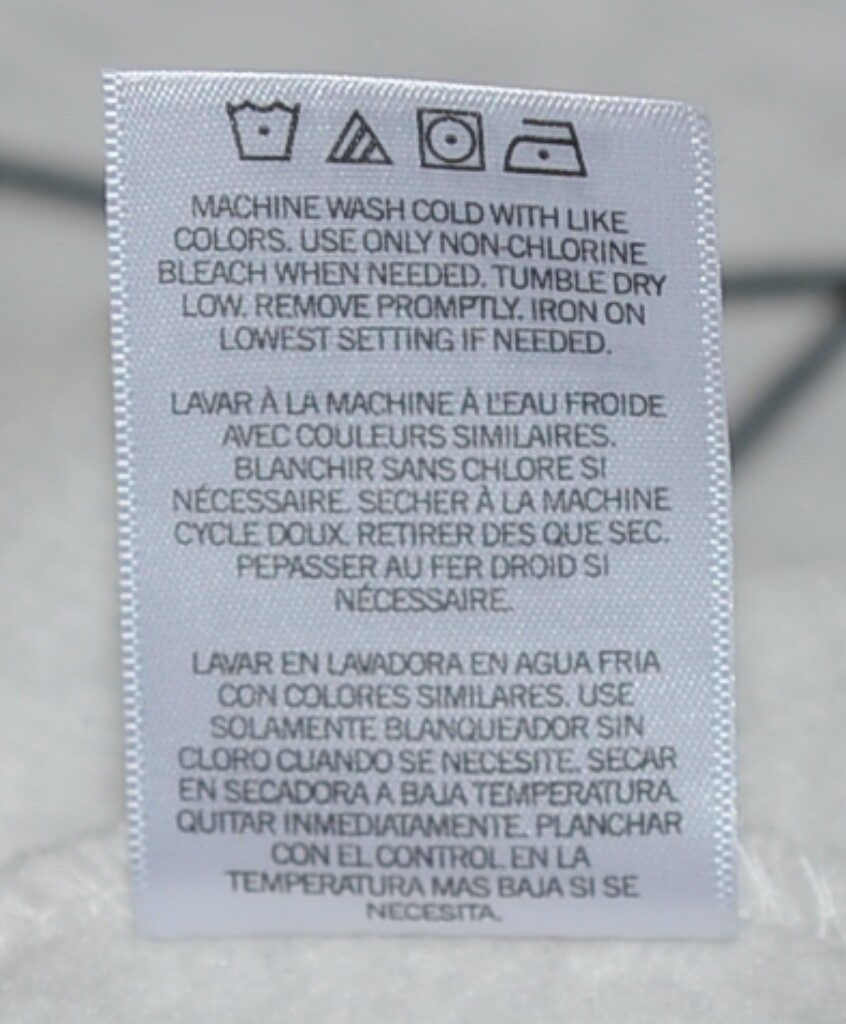 MACHINE WASH COLD WITH LIKE
COLORS. USE ONLY NON-CHLORINE
BLEACH WHEN NEEDED. TUMBLE DRY
LOW. REMOVE PROMPTLY. IRON ON
LOWEST SETTING IF NEEDED.
LAVAR À LA MACHINE À L'EAU FROIDE
AVEC COULEURS SIMILAIRES.
BLANCHIR SANS CHLORE SI
NÉCESSAIRE. SECHER À LA MACHINE
CYCLE DOUX. RETIRER DES QUE SEC.
PEPASSER AU FER DROID SI
NÉCESSAIRE.
LAVAR EN LAVADORA EN AGUA FRIA
CON COLORES SIMILARES. USE
SOLAMENTE BLANQUEADOR SIN
CLORO CUANDO SE NECESITE. SECAR
EN SECADORA A BAJA TEMPERATURA.
QUITAR INMEDIATAMENTE. PLANCHAR
CON EL CONTROL EN LA
TEMPERATURA MAS BAJA SI SE
NECESITA.